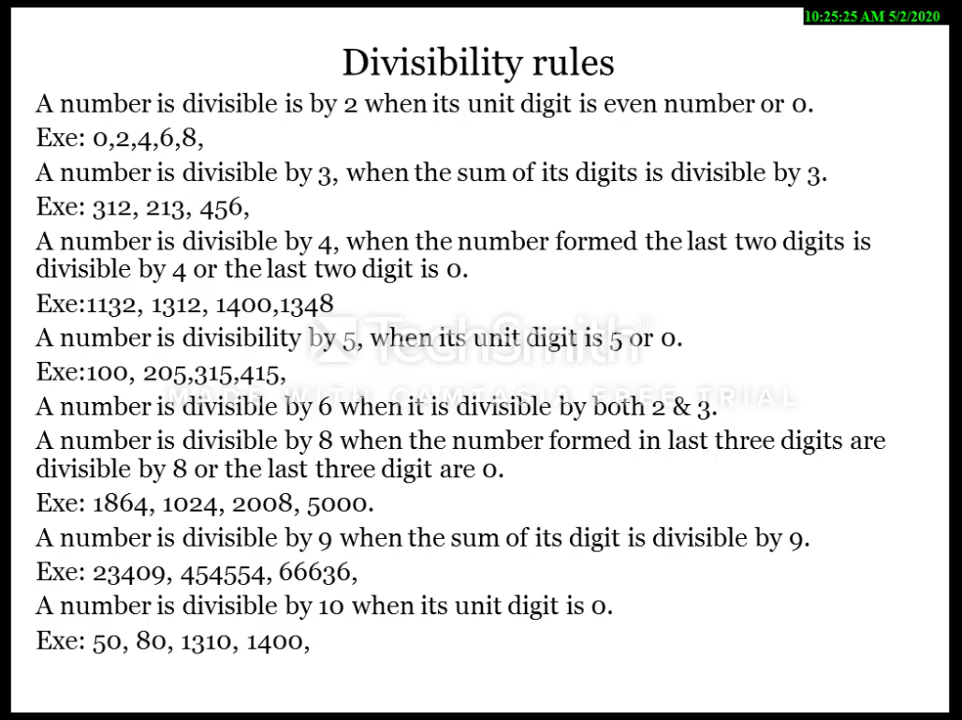 10:25:25 AM 5/2/2020
Divisibility rules
A number is divisible is by 2 when its unit digit is even number or 0.
Exe: 0,2,4,6,8,
A number is divisible by 3, when the sum of its digits is divisible by 3.
Exe: 312, 213, 456,
A number is divisible by 4, when the number formed the last two digits is
divisible by 4 or the last two digit is 0.
Exe:1132, 1312, 1400,1348
TechSmith
A number is divisibility by 5, when its unit digit is 5 or 0.
Exe:100, 205,315,415,
MADE WITH CAMTASIA FREE TRIAL
A number is divisible by 6 when it is divisible by both 2 & 3.
A number is divisible by 8 when the number formed in last three digits are
divisible by 8 or the last three digit are 0.
Exe: 1864, 1024, 2008, 5000.
A number is divisible by 9 when the sum of its digit is divisible by 9.
Exe: 23409, 454554, 66636,
A number is divisible by 10 when its unit digit is 0.
Exe: 50, 80, 1310, 1400,